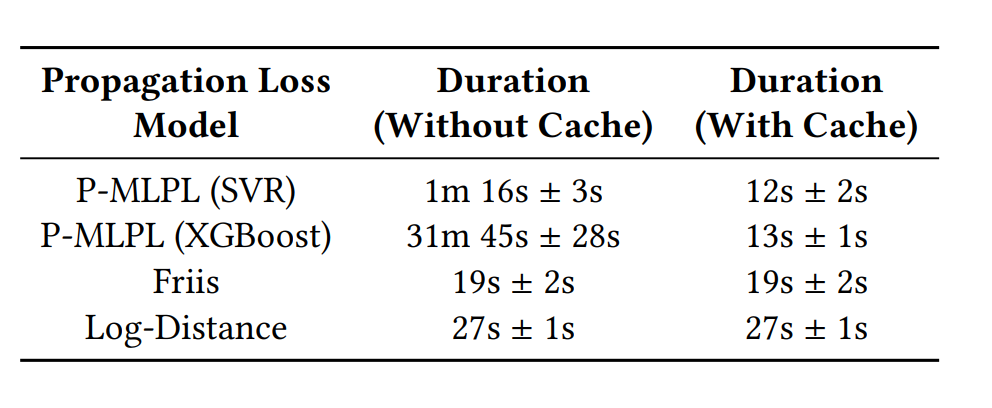 Propagation Loss Model Duration (Without Cache) Duration (With Cache)
P-MLPL (SVR) 1m 16s ± 3s 12s ± 2s
P-MLPL (XGBoost) 31m 45s ± 28s 13s ± 1s
Friis 19s ± 2s 19s ± 2s
Log-Distance 27s ± 1s 27s ± 1s